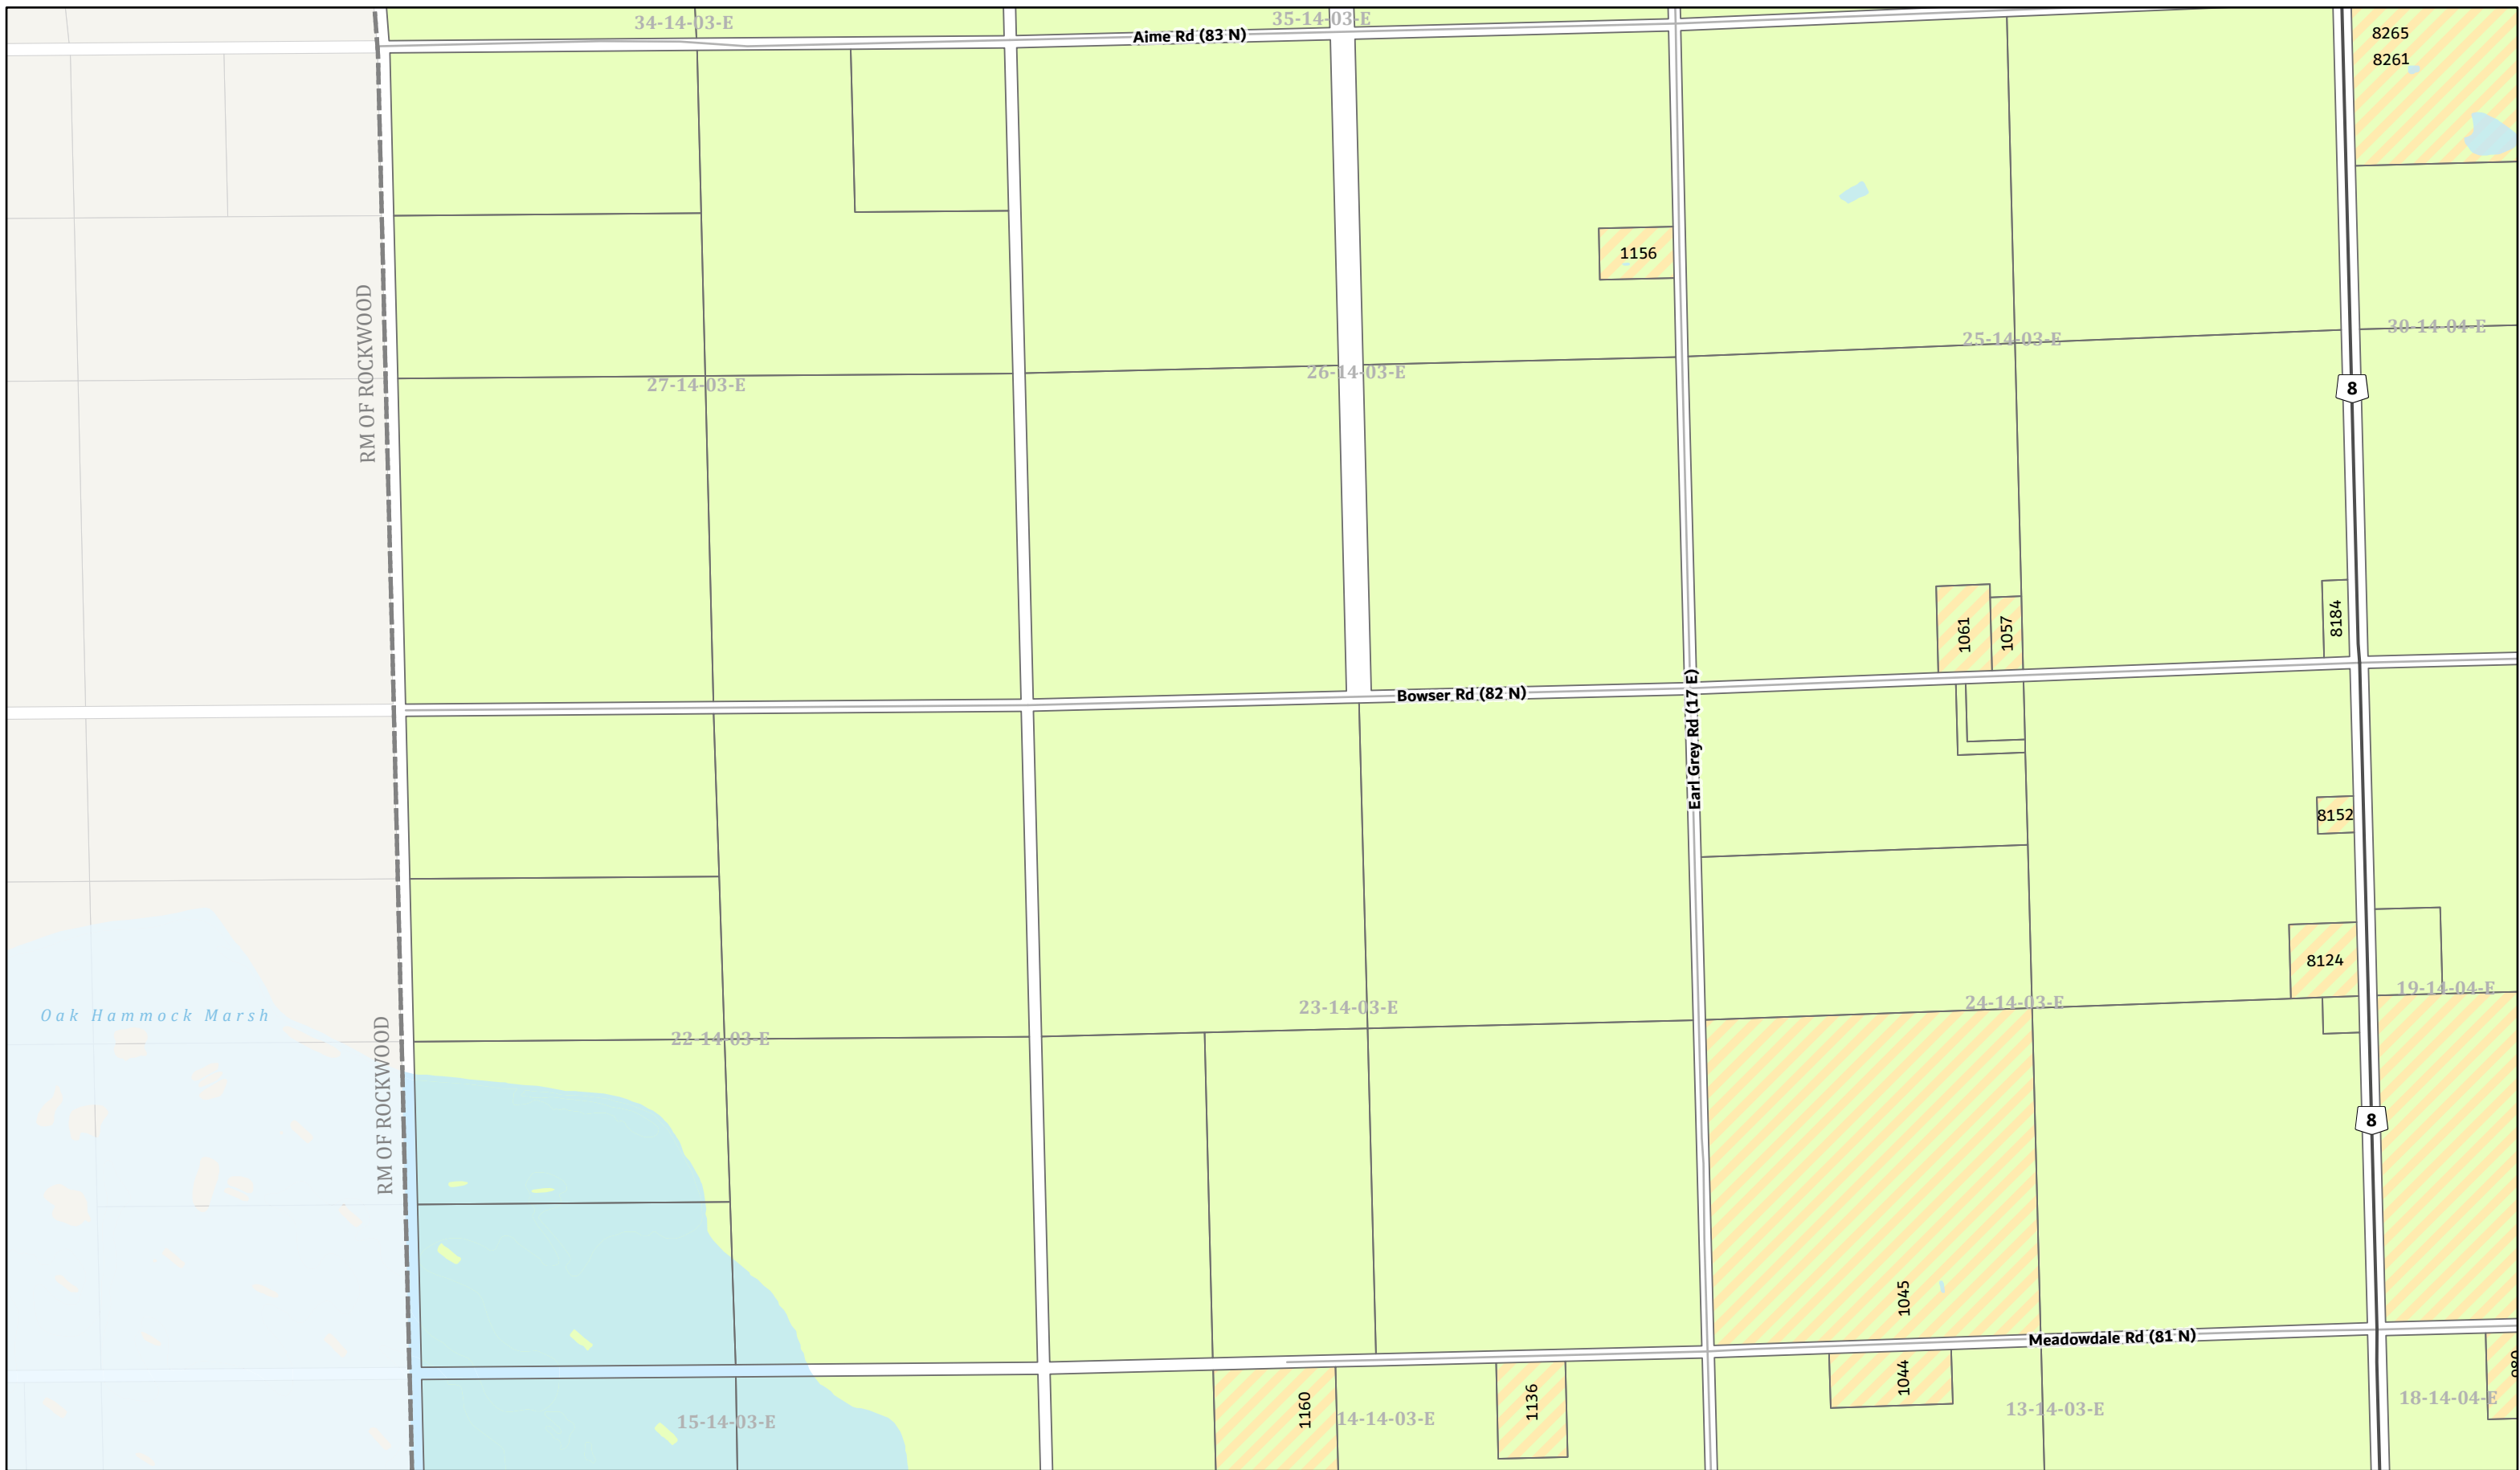 34-14-03-E
35-14-03-E
Aime Rd (83 N)
8265
8261
1156
RM OF ROCKWOOD
27-14-03-E
26-14-03-E
25-14-03-E
30-14-04-E
8
1061
1057
8184
Bowser Rd (82 N)
Earl Grey Rd (17 E)
8152
8124
Oak Hammock Marsh
22-14-03-E
23-14-03-E
24-14-03-E
19-14-04-E
RM OF ROCKWOOD
8
1045
Meadowdale Rd (81 N)
1160
1136
1044
15-14-03-E
14-14-03-E
13-14-03-E
18-14-04-E